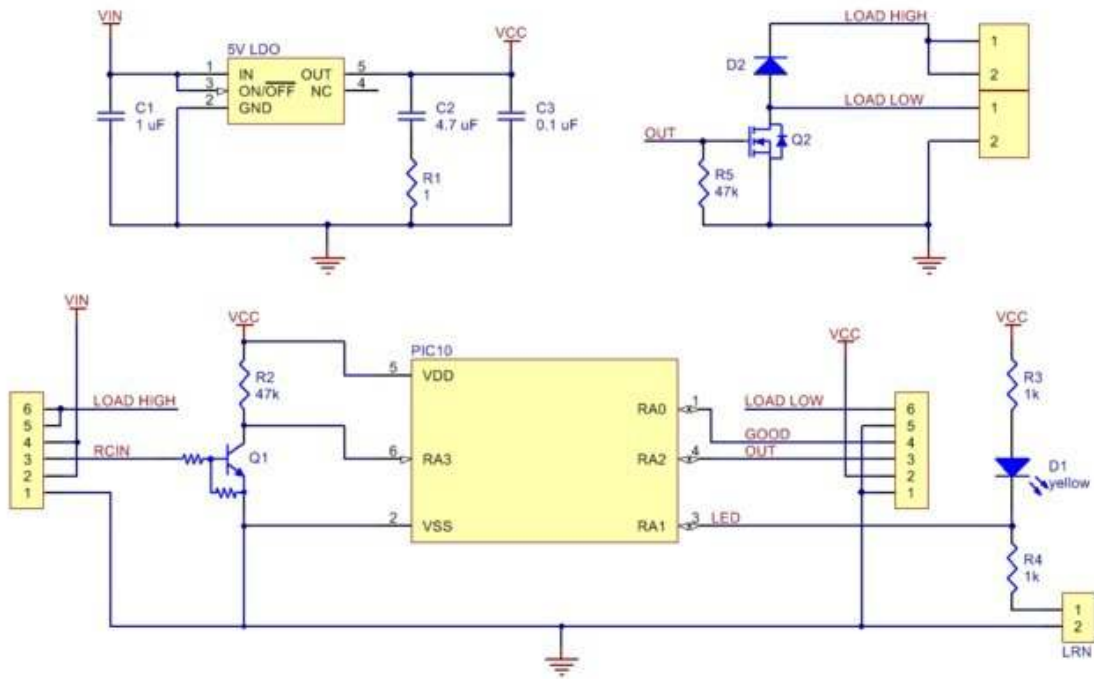 VIN
5V LDO
VCC
1 IN OUT 5
3 ON/OFF NC 4
2 GND
C1
1 uF
C2
4.7 uF
C3
0.1 uF
R1
1
LOAD HIGH
D2
1
2
LOAD LOW
1
OUT
Q2
2
R5
47k
VIN
VCC
PIC10
VCC
VCC
5 VDD
R2
47k
R3
1k
6 LOAD HIGH
5
4
3 RCIN
2
1
Q1
6 RA3
2 VSS
RA0 1
RA2 4
RA1 3 LED
LOAD LOW 6
5
GOOD 4
OUT 3
2
1
D1
yellow
R4
1k
1
2
LRN